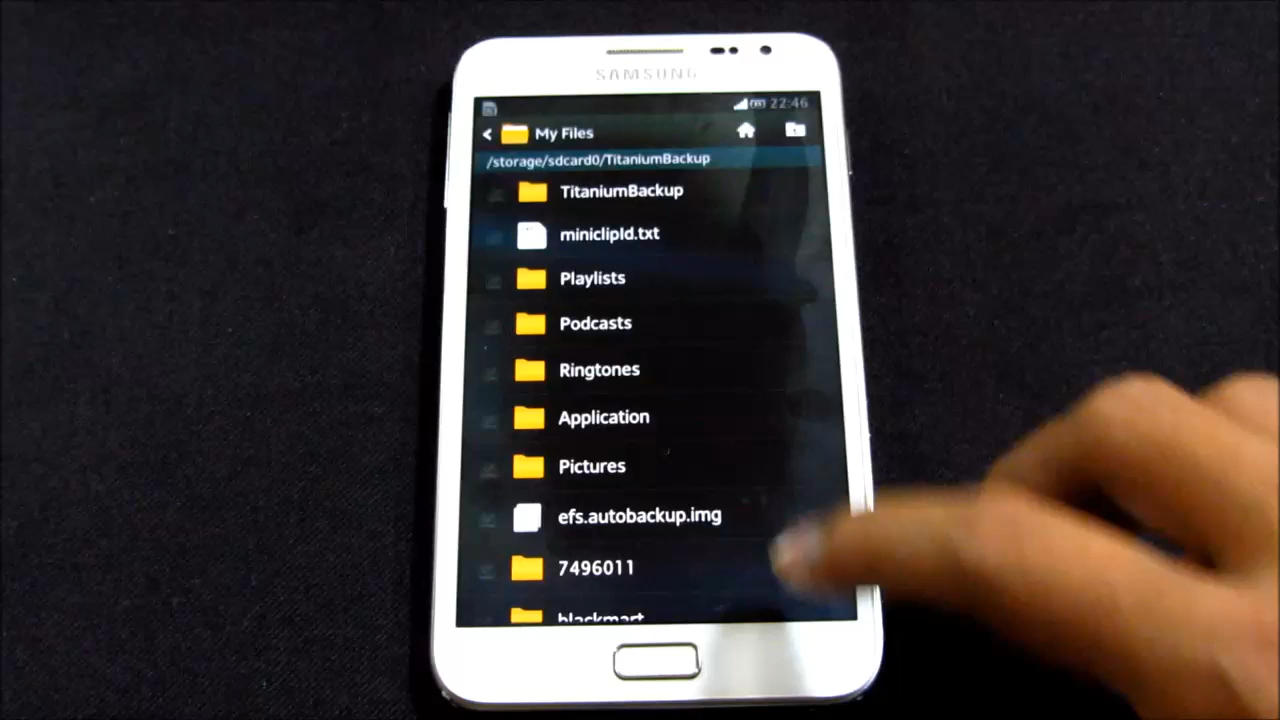 SAMSUNG
22:46
My Files
/storage/sdcard0/TitaniumBackup
TitaniumBackup
miniclipId.txt
Playlists
Podcasts
Ringtones
Application
Pictures
efs.autobackup.img
7496011
blackmart